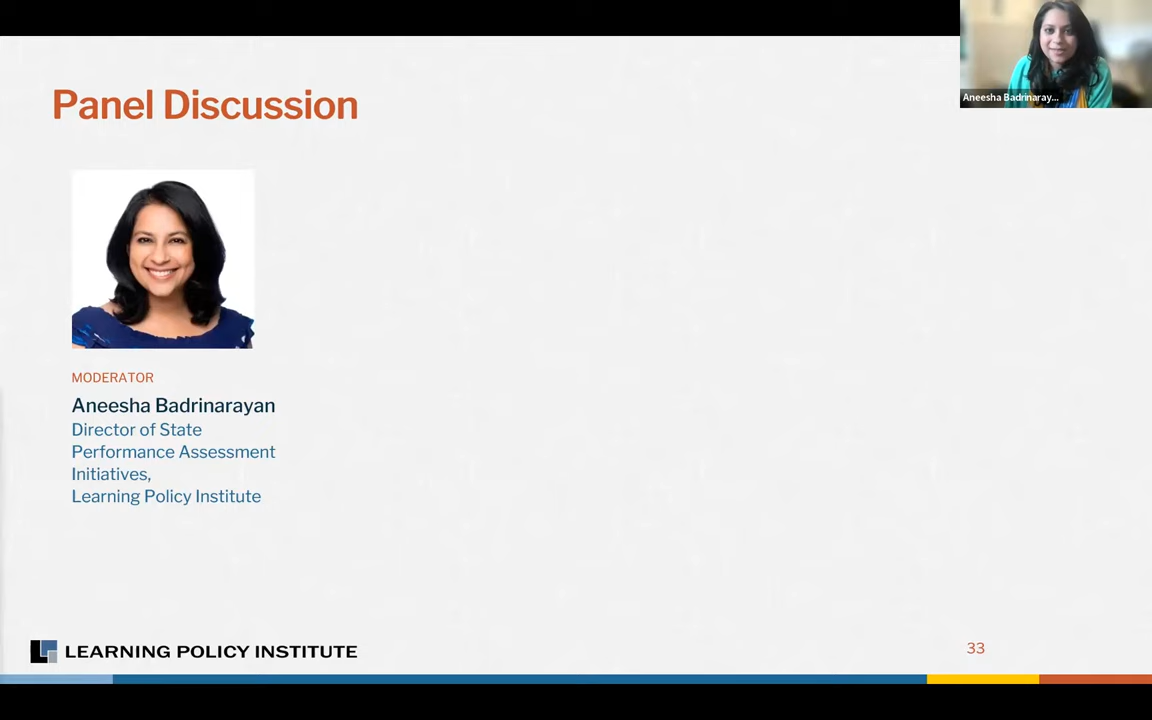 Panel Discussion
Aneesha Badrinaray...
MODERATOR
Aneesha Badrinarayan
Director of State
Performance Assessment
Initiatives,
Learning Policy Institute
LEARNING POLICY INSTITUTE
33